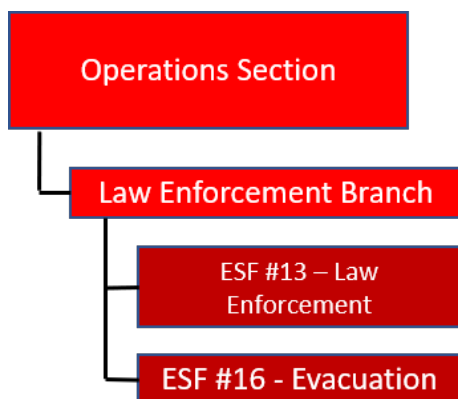 Operations Section
Law Enforcement Branch
ESF #13 – Law
Enforcement
ESF #16 - Evacuation